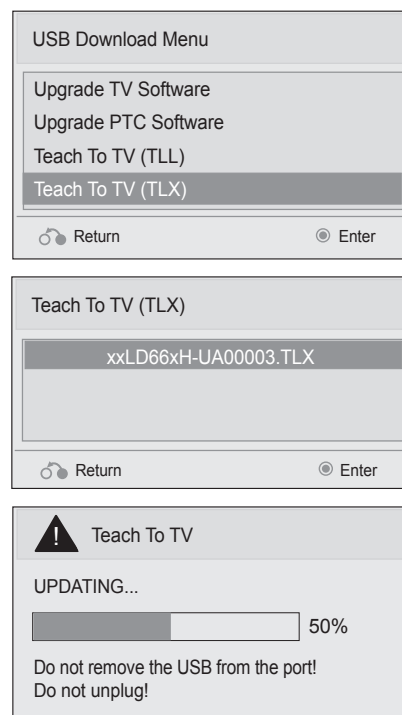 USB Download Menu
Upgrade TV Software
Upgrade PTC Software
Teach To TV (TLL)
Teach To TV (TLX)
Return
Enter
Teach To TV (TLX)
xxLD66xH-UA00003.TLX
Return
Enter
! Teach To TV
UPDATING...
50%
Do not remove the USB from the port!
Do not unplug!